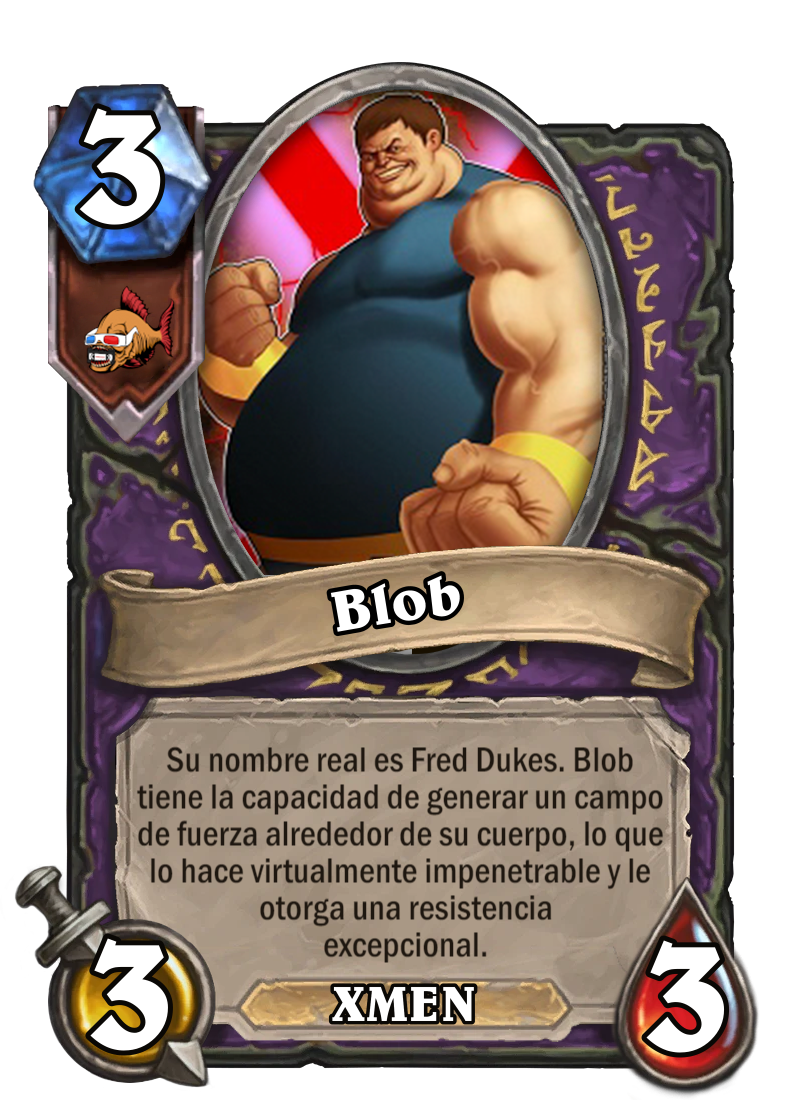 3
Blob
Su nombre real es Fred Dukes. Blob
tiene la capacidad de generar un campo
de fuerza alrededor de su cuerpo, lo que
lo hace virtualmente impenetrable y le
otorga una resistencia
excepcional.
3
XMEN
3